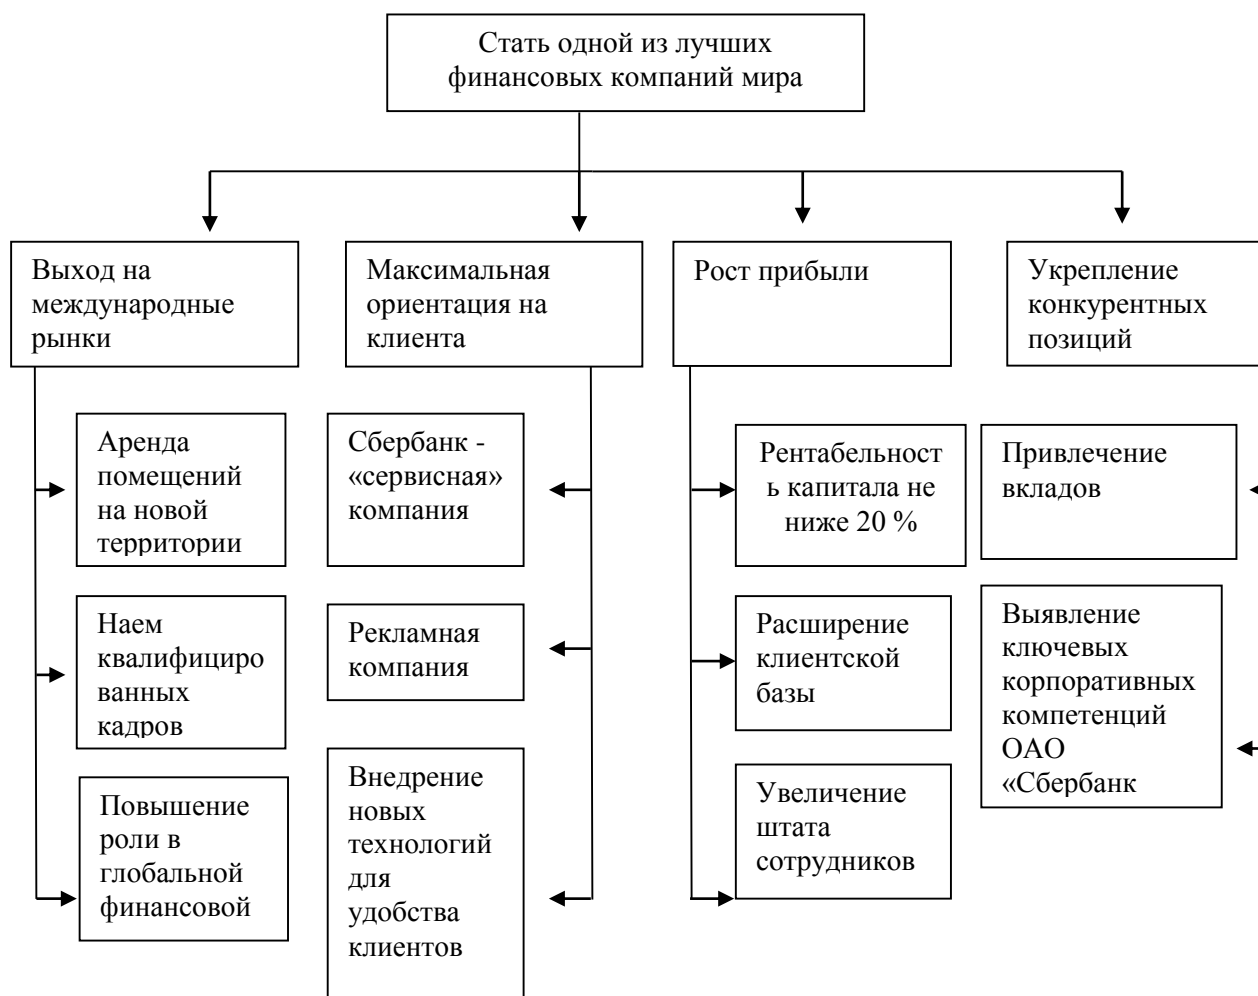 Стать одной из лучших
финансовых компаний мира
Выход на
международные
рынки
Максимальная
ориентация на
клиента
Рост прибыли
Укрепление
конкурентных
позиций
Аренда
помещений
на новой
территории
Сбербанк -
«сервисная»
компания
Рентабельност
ь капитала не
ниже 20 %
Привлечение
вкладов
Наем
квалифициро
ванных
кадров
Рекламная
компания
Расширение
клиентской
базы
Выявление
ключевых
корпоративных
компетенций
ОАО
«Сбербанк
Повышение
роли в
глобальной
финансовой
Внедрение
новых
технологий
для
удобства
клиентов
Увеличение
штата
сотрудников